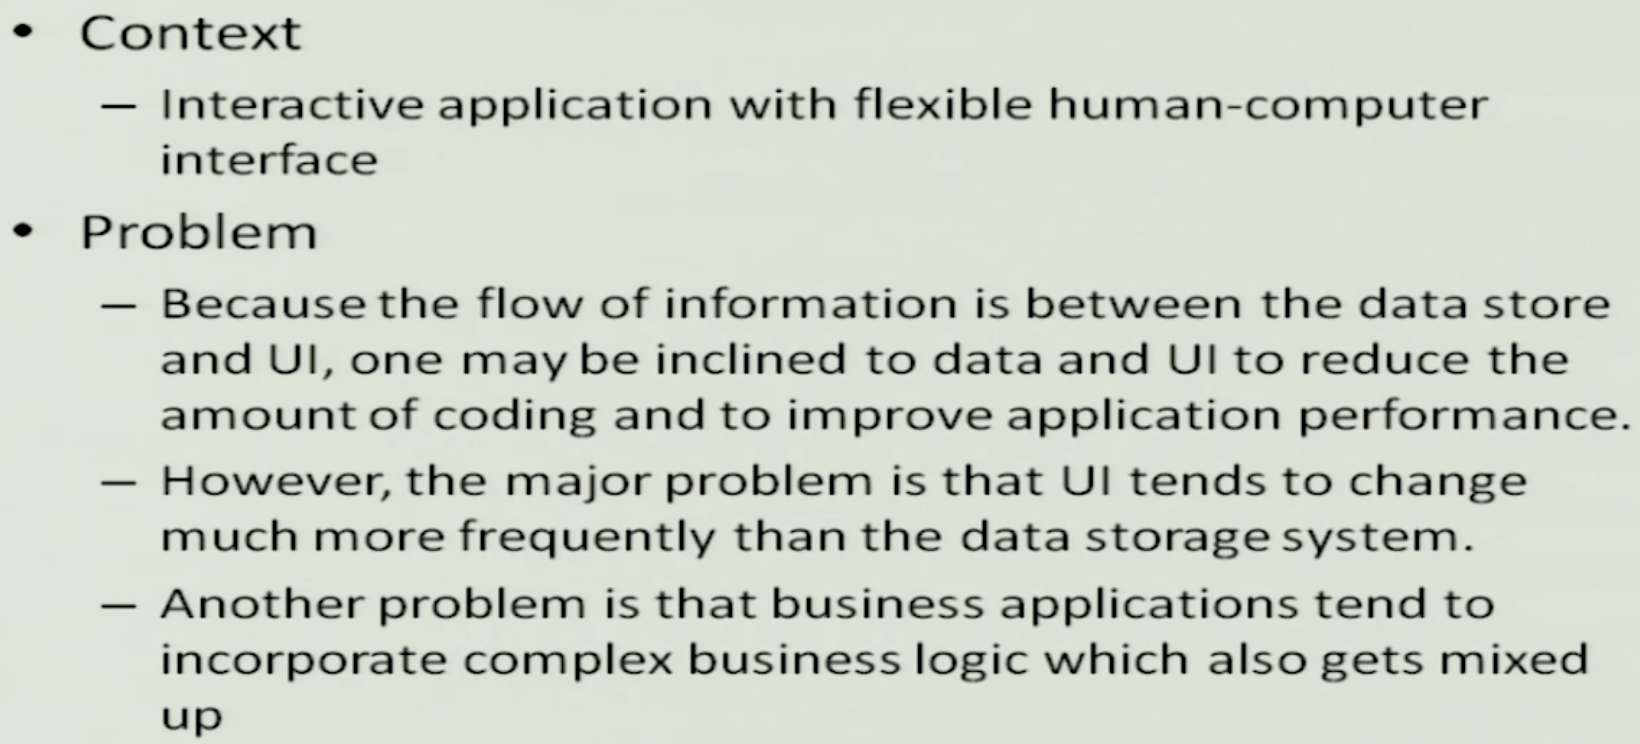 • Context
– Interactive application with flexible human-computer
interface
• Problem
– Because the flow of information is between the data store
and UI, one may be inclined to data and UI to reduce the
amount of coding and to improve application performance.
– However, the major problem is that UI tends to change
much more frequently than the data storage system.
– Another problem is that business applications tend to
incorporate complex business logic which also gets mixed
up